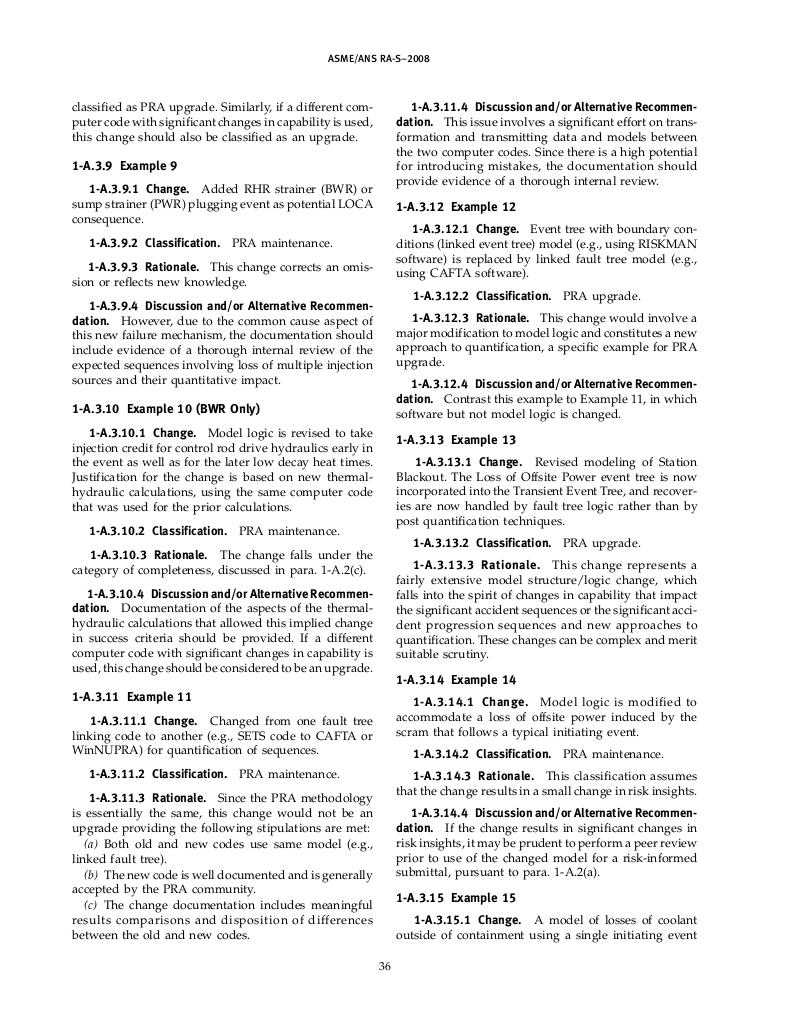 ASME/ANS RA-S–2008
classified as PRA upgrade. Similarly, if a different com-
puter code with significant changes in capability is used,
this change should also be classified as an upgrade.
1-A.3.9 Example 9
1-A.3.9.1 Change. Added RHR strainer (BWR) or
sump strainer (PWR) plugging event as potential LOCA
consequence.
1-A.3.9.2 Classification. PRA maintenance.
1-A.3.9.3 Rationale. This change corrects an omis-
sion or reflects new knowledge.
1-A.3.9.4 Discussion and/or Alternative Recommen-
dation. However, due to the common cause aspect of
this new failure mechanism, the documentation should
include evidence of a thorough internal review of the
expected sequences involving loss of multiple injection
sources and their quantitative impact.
1-A.3.10 Example 10 (BWR Only)
1-A.3.10.1 Change. Model logic is revised to take
injection credit for control rod drive hydraulics early in
the event as well as for the later low decay heat times.
Justification for the change is based on new thermal-
hydraulic calculations, using the same computer code
that was used for the prior calculations.
1-A.3.10.2 Classification. PRA maintenance.
1-A.3.10.3 Rationale. The change falls under the
category of completeness, discussed in para. 1-A.2(c).
1-A.3.10.4 Discussion and/or Alternative Recommen-
dation. Documentation of the aspects of the thermal-
hydraulic calculations that allowed this implied change
in success criteria should be provided. If a different
computer code with significant changes in capability is
used, this change should be considered to be an upgrade.
1-A.3.11 Example 11
1-A.3.11.1 Change. Changed from one fault tree
linking code to another (e.g., SETS code to CAFTA or
WinNUPRA) for quantification of sequences.
1-A.3.11.2 Classification. PRA maintenance.
1-A.3.11.3 Rationale. Since the PRA methodology
is essentially the same, this change would not be an
upgrade providing the following stipulations are met:
(a) Both old and new codes use same model (e.g.,
linked fault tree).
(b) The new code is well documented and is generally
accepted by the PRA community.
(c) The change documentation includes meaningful
results comparisons and disposition of differences
between the old and new codes.
1-A.3.11.4 Discussion and/or Alternative Recommen-
dation. This issue involves a significant effort on trans-
formation and transmitting data and models between
the two computer codes. Since there is a high potential
for introducing mistakes, the documentation should
provide evidence of a thorough internal review.
1-A.3.12 Example 12
1-A.3.12.1 Change. Event tree with boundary con-
ditions (linked event tree) model (e.g., using RISKMAN
software) is replaced by linked fault tree model (e.g.,
using CAFTA software).
1-A.3.12.2 Classification. PRA upgrade.
1-A.3.12.3 Rationale. This change would involve a
major modification to model logic and constitutes a new
approach to quantification, a specific example for PRA
upgrade.
1-A.3.12.4 Discussion and/or Alternative Recommen-
dation. Contrast this example to Example 11, in which
software but not model logic is changed.
1-A.3.13 Example 13
1-A.3.13.1 Change. Revised modeling of Station
Blackout. The Loss of Offsite Power event tree is now
incorporated into the Transient Event Tree, and recover-
ies are now handled by fault tree logic rather than by
post quantification techniques.
1-A.3.13.2 Classification. PRA upgrade.
1-A.3.13.3 Rationale. This change represents a
fairly extensive model structure/logic change, which
falls into the spirit of changes in capability that impact
the significant accident sequences or the significant acci-
dent progression sequences and new approaches to
quantification. These changes can be complex and merit
suitable scrutiny.
1-A.3.14 Example 14
1-A.3.14.1 Change. Model logic is modified to
accommodate a loss of offsite power induced by the
scram that follows a typical initiating event.
1-A.3.14.2 Classification. PRA maintenance.
1-A.3.14.3 Rationale. This classification assumes
that the change results in a small change in risk insights.
1-A.3.14.4 Discussion and/or Alternative Recommen-
dation. If the change results in significant changes in
risk insights, it may be prudent to perform a peer review
prior to use of the changed model for a risk-informed
submittal, pursuant to para. 1-A.2(a).
1-A.3.15 Example 15
1-A.3.15.1 Change. A model of losses of coolant
outside of containment using a single initiating event
36